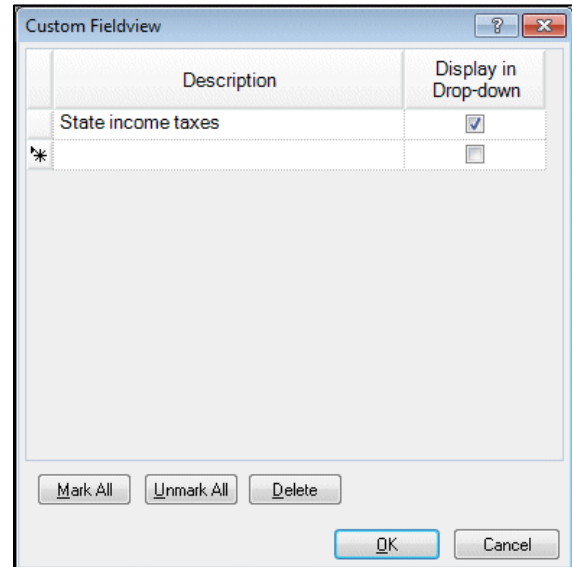 Custom Fieldview
Description
Display in
Drop-down
State income taxes
Mark All
Unmark All
Delete
OK
Cancel